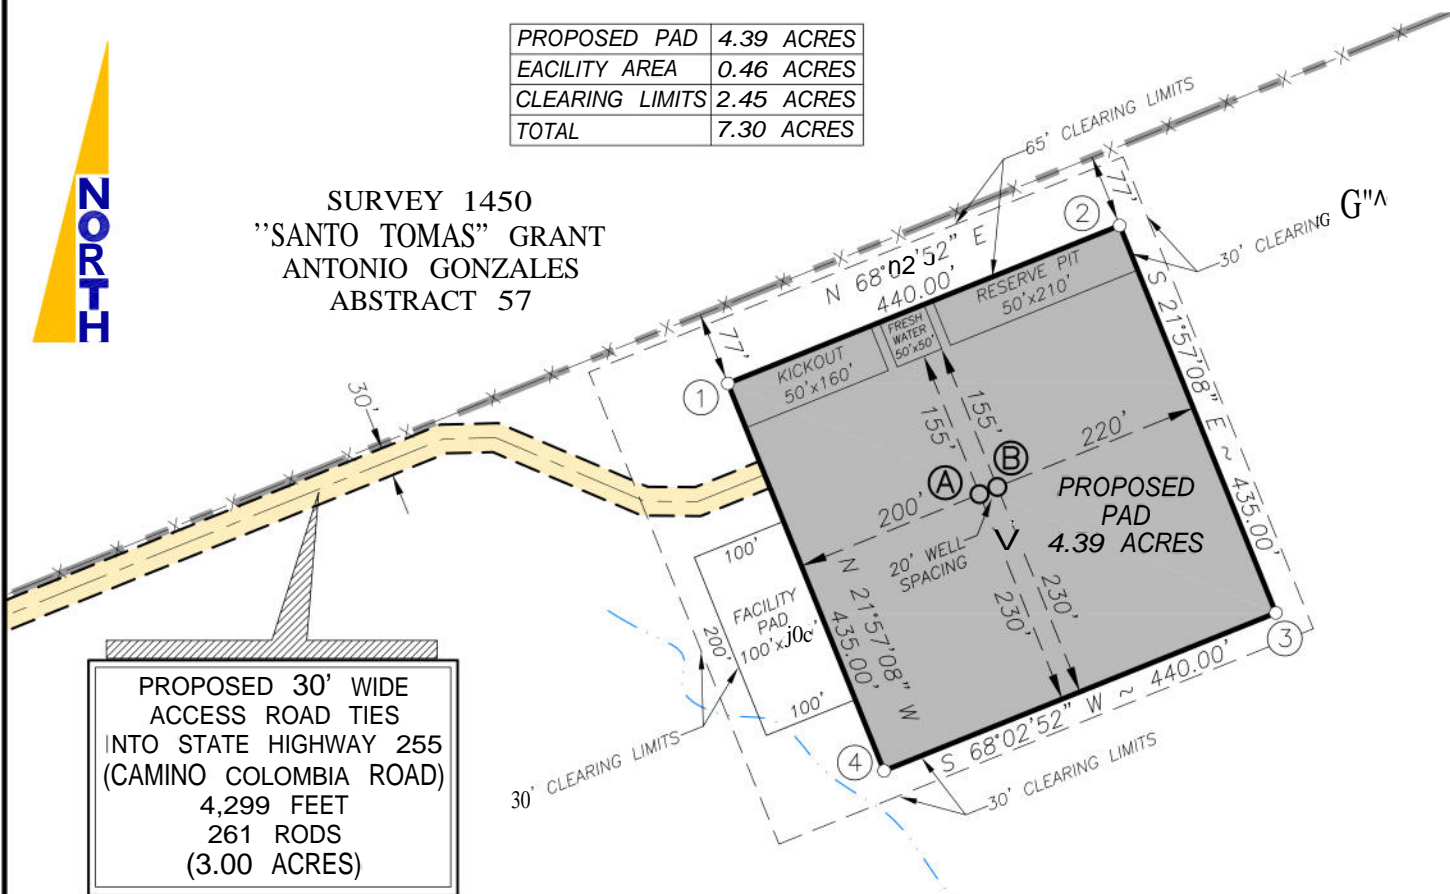 PROPOSED PAD 4.39 ACRES
EACILITY AREA 0.46 ACRES
CLEARING LIMITS 2.45 ACRES
TOTAL 7.30 ACRES
NORTH
SURVEY 1450
''SANTO TOMAS" GRANT
ANTONIO GONZALES
ABSTRACT 57
65' CLEARING LIMITS
77'
2
30' CLEARING G"^
N 68°02'52" E
440.00'
RESERVE PIT
50'x210'
FRESH
WATER
50'x50'
KICKOUT
50'x160'
77'
1
30'
S 21°57'08" E ~ 435.00'
155'
155'
220'
A
B
200'
PROPOSED
PAD
4.39 ACRES
20' WELL
SPACING
V
230'
230'
N 21°57'08" W
435.00'
100'
FACILITY
PAD
100'xj0c'
200'
100'
3
4
S 68°02'52" W ~ 440.00'
30' CLEARING LIMITS
30' CLEARING LIMITS
PROPOSED 30' WIDE
ACCESS ROAD TIES
INTO STATE HIGHWAY 255
(CAMINO COLOMBIA ROAD)
4,299 FEET
261 RODS
(3.00 ACRES)